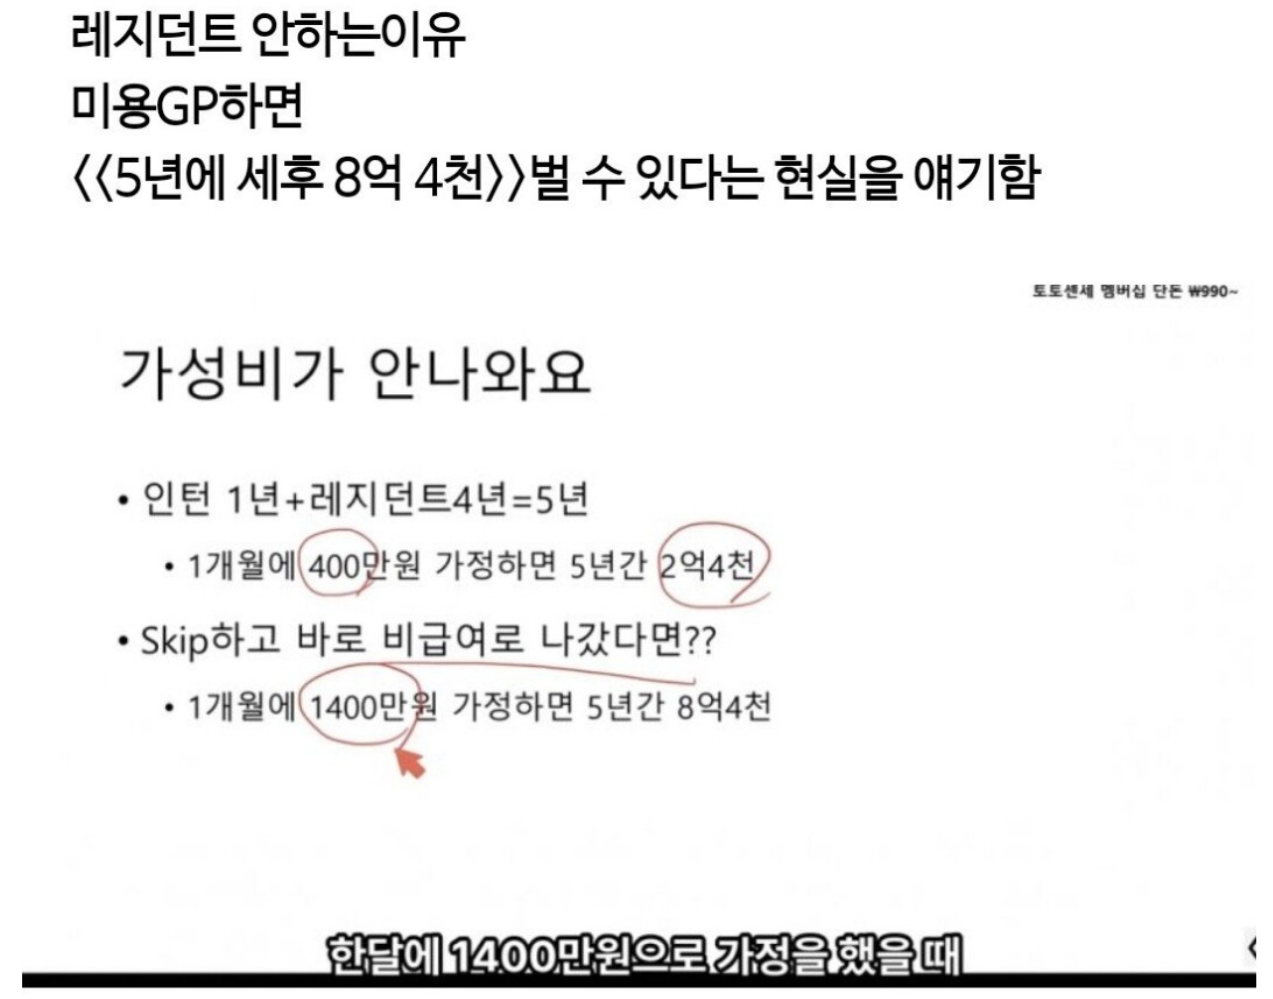 레지던트 안하는이유
미용GP하면
<<5년에 세후 8억 4천>>벌 수 있다는 현실을 얘기함
토토센세 멤버십 단돈 ₩990~
가성비가 안나와요
• 인턴 1년+레지던트4년=5년
• 1개월에 400만원 가정하면 5년간 2억4천
• Skip하고 바로 비급여로 나갔다면??
• 1개월에 1400만원 가정하면 5년간 8억4천
한달에 1400만원으로 가정을 했을 때